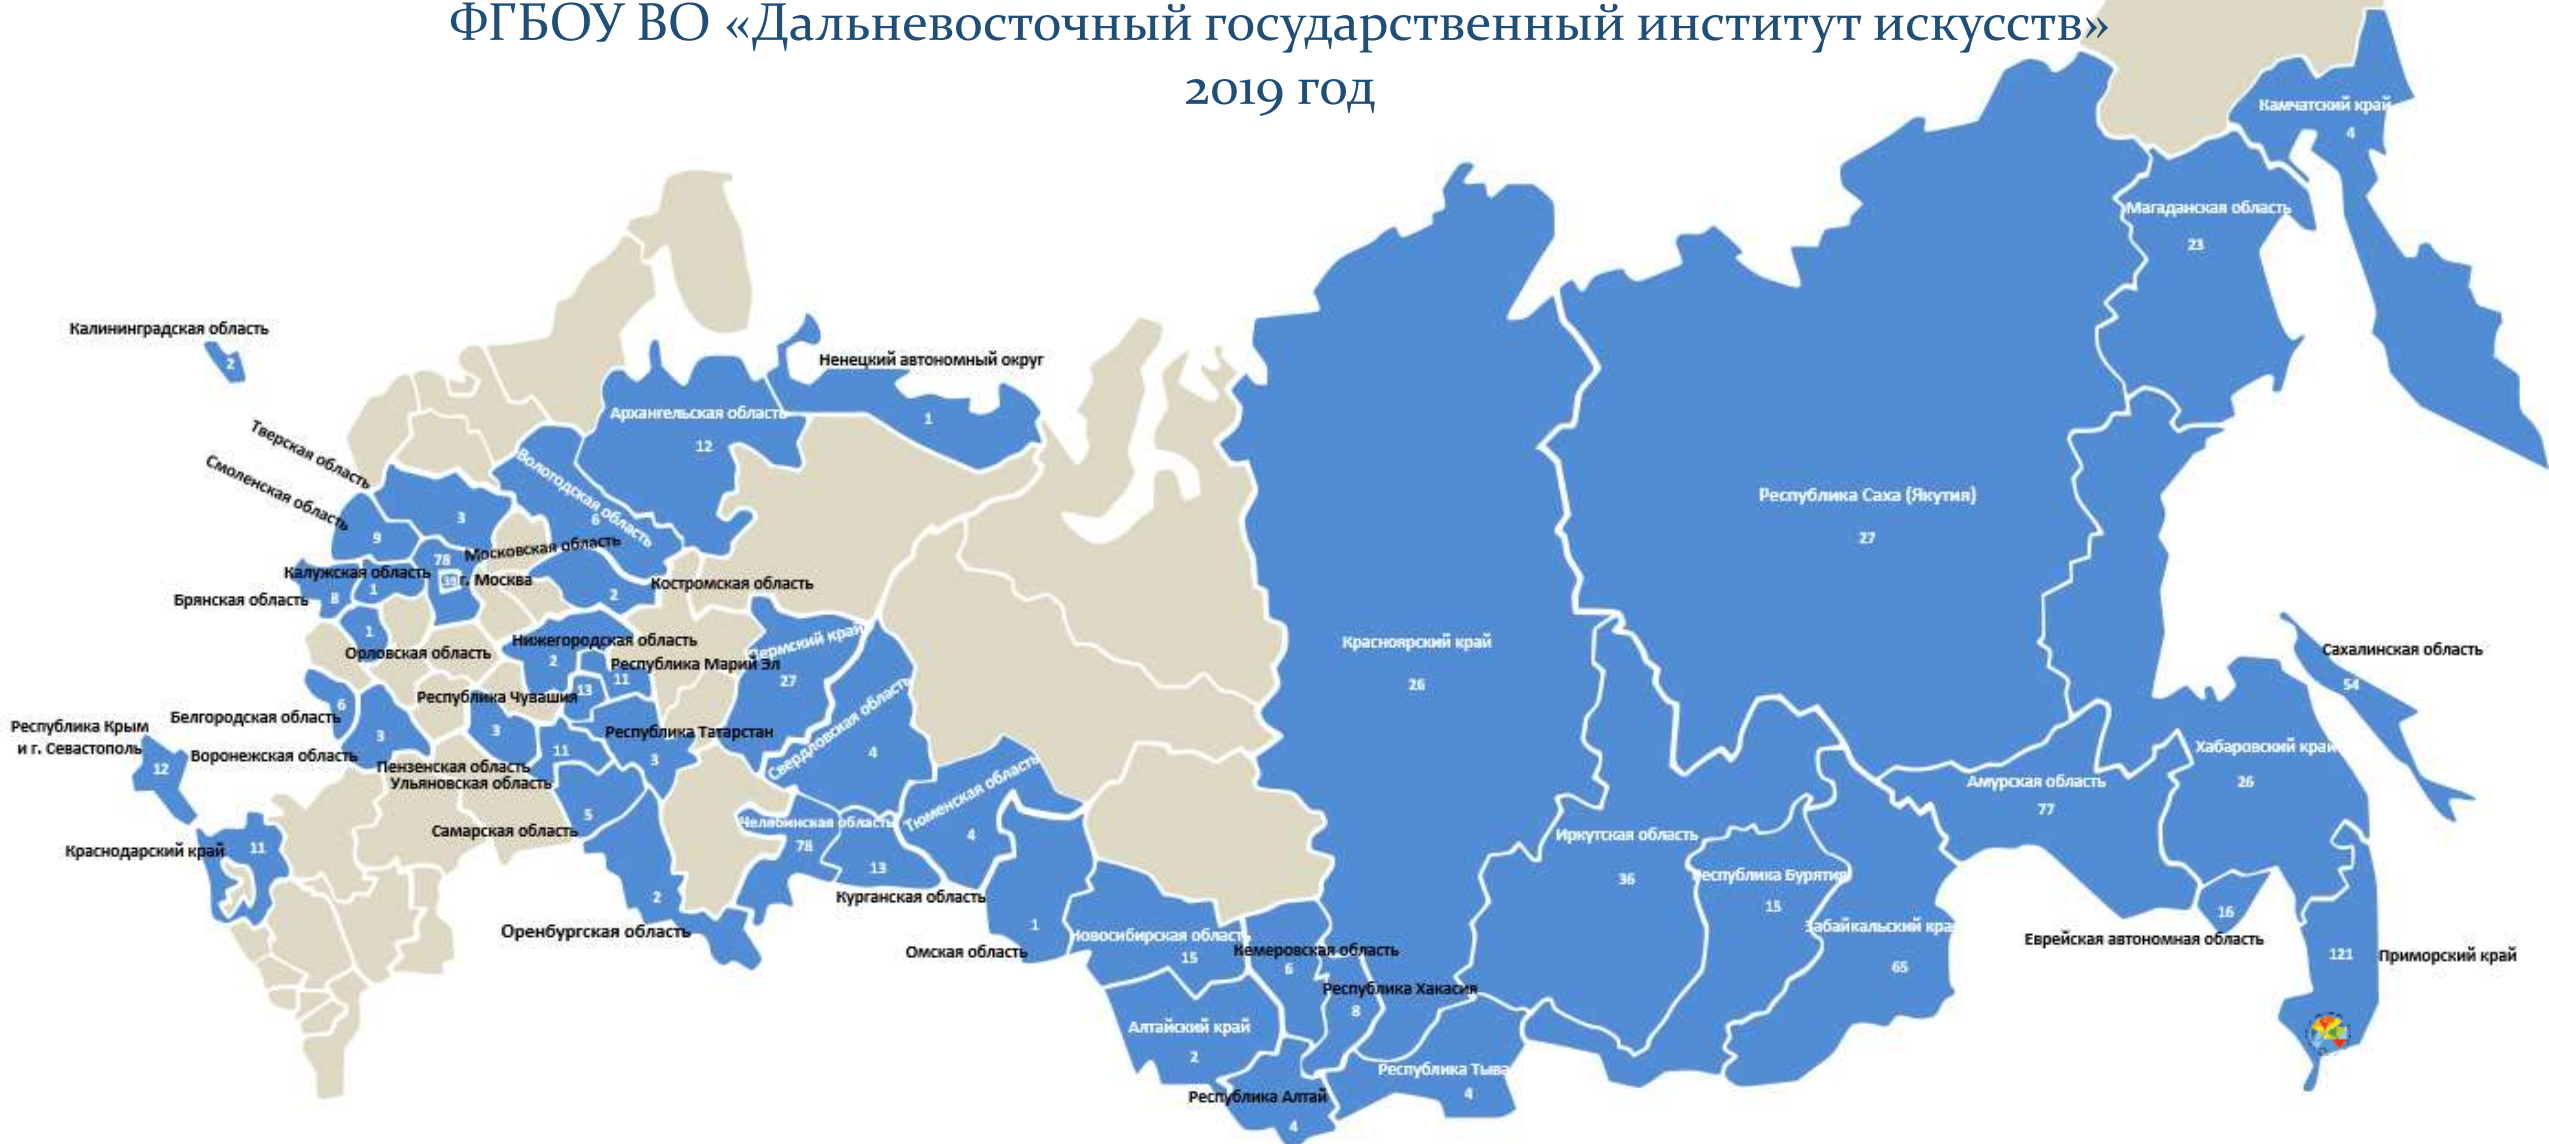 ФГБОУ ВО «Дальневосточный государственный институт искусств»
2019 год
Камчатский край
4
Магаданская область
23
Калининградская область
2
Ненецкий автономный округ
1
Архангельская область
12
Тверская область
3
Смоленская область
9
Вологодская область
6
Московская область
78
г. Москва
Калужская область
1
Брянская область
8
Костромская область
2
Республика Саха (Якутия)
27
Красноярский край
26
1
Орловская область
Нижегородская область
2
Республика Марий Эл
11
Пермский край
27
Республика Чувашия
13
Свердловская область
4
Белгородская область
6
Республика Крым
и г. Севастополь
12
Воронежская область
3
Пензенская область
3
Ульяновская область
11
Республика Татарстан
3
Самарская область
5
Краснодарский край
11
Оренбургская область
2
Челябинская область
78
Курганская область
13
Тюменская область
4
Омская область
1
Новосибирская область
15
Кемеровская область
6
Республика Хакасия
8
Алтайский край
2
Республика Алтай
4
Республика Тыва
4
Иркутская область
36
Республика Бурятия
15
Забайкальский край
65
Амурская область
77
Хабаровский край
26
Сахалинская область
54
Еврейская автономная область
16
121
Приморский край